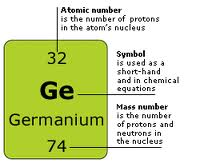 Atomic number
is the number of protons
in the atom's nucleus
32
Ge
Germanium
74
Symbol
is used as a
short-hand
and in chemical
equations
Mass number
is the number
of protons and
neutrons in
the nucleus